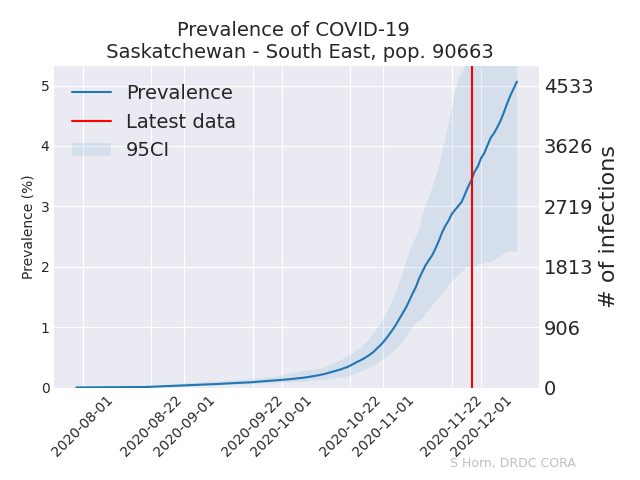 Prevalence of COVID-19
Saskatchewan - South East, pop. 90663
Prevalence
Latest data
95CI
Prevalence (%)
5
4
3
2
1
0
4533
3626
2719
1813
906
0
# of infections
2020-08-01
2020-08-22
2020-09-01
2020-09-22
2020-10-01
2020-10-22
2020-11-01
2020-11-22
2020-12-01
S Horn, DRDC CORA